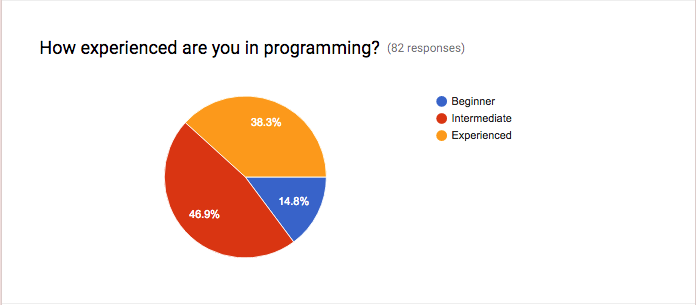 How experienced are you in programming? (82 responses)
Beginner
Intermediate
Experienced
38.3%
14.8%
46.9%